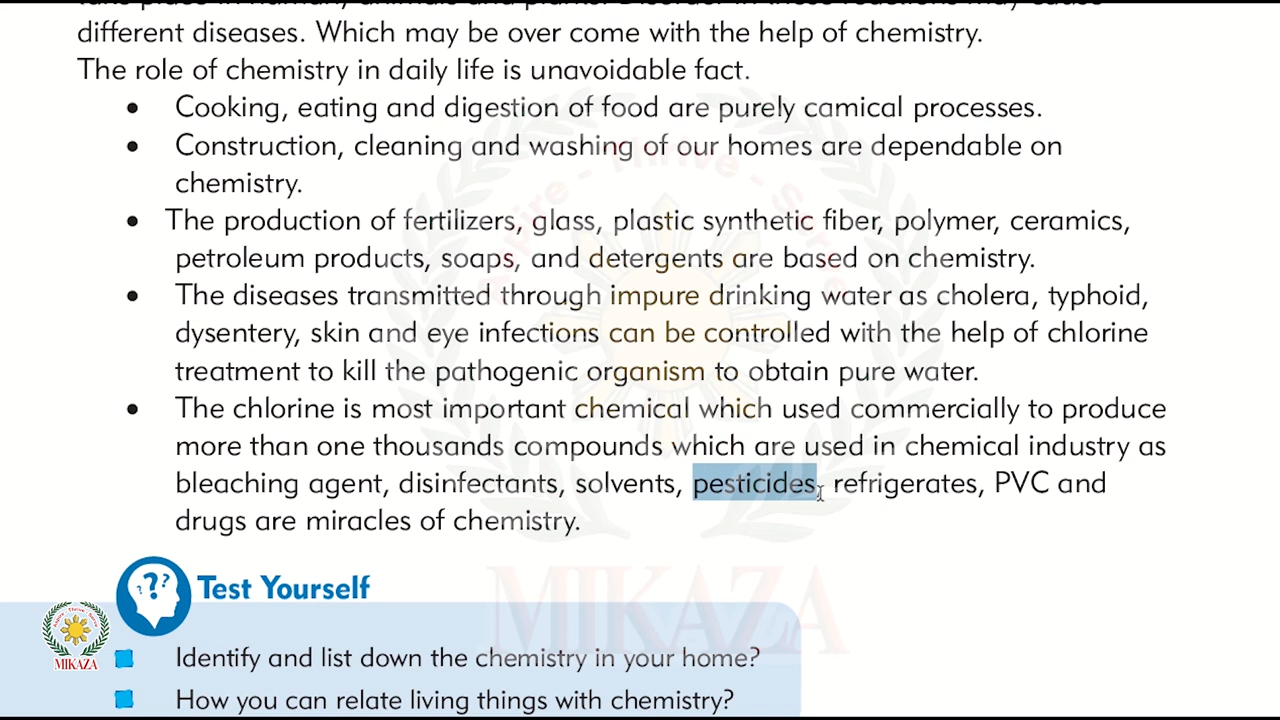 different diseases. Which may be over come with the help of chemistry.
The role of chemistry in daily life is unavoidable fact.
• Cooking, eating and digestion of food are purely camical processes.
• Construction, cleaning and washing of our homes are dependable on
chemistry.
• The production of fertilizers, glass, plastic synthetic fiber, polymer, ceramics,
petroleum products, soaps, and detergents are based on chemistry.
• The diseases transmitted through impure drinking water as cholera, typhoid,
dysentery, skin and eye infections can be controlled with the help of chlorine
treatment to kill the pathogenic organism to obtain pure water.
• The chlorine is most important chemical which used commercially to produce
more than one thousands compounds which are used in chemical industry as
bleaching agent, disinfectants, solvents, pesticides, refrigerates, PVC and
drugs are miracles of chemistry.
Test Yourself
Identify and list down the chemistry in your home?
How you can relate living things with chemistry?
MIKAZA
MIKAZA